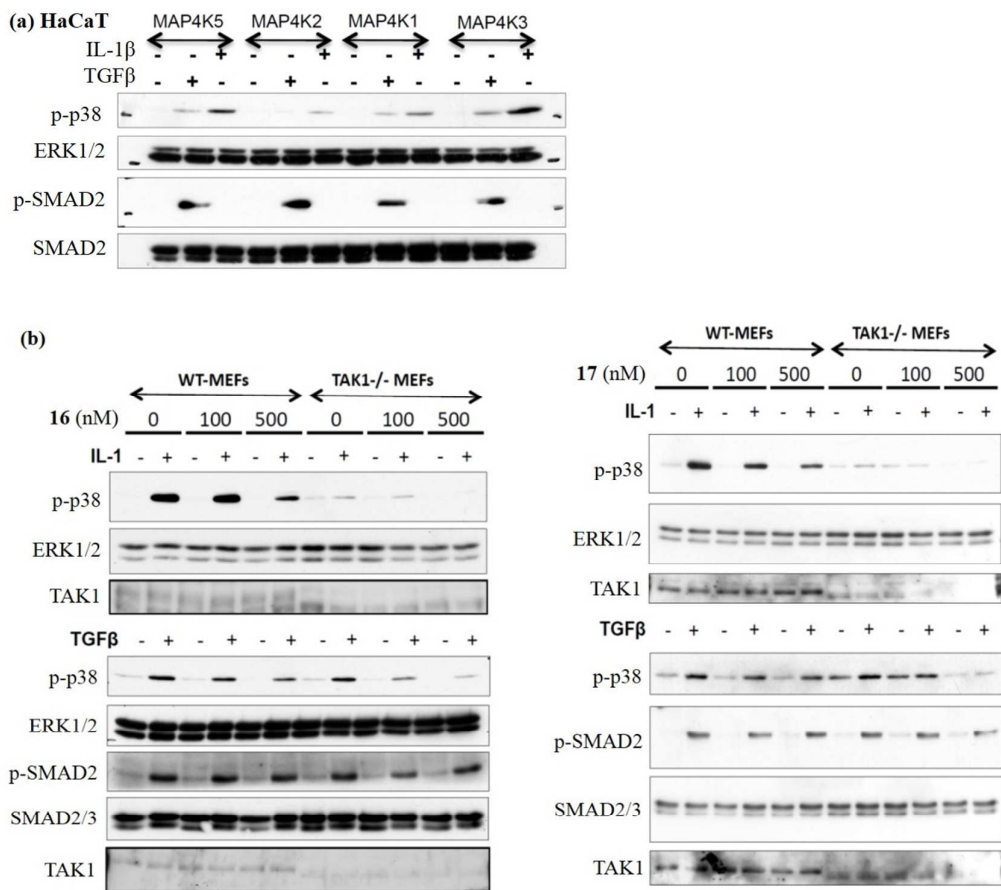 (a) HaCaT MAP4K5 MAP4K2 MAP4K1 MAP4K3
IL-1β - - + - - + - - + - - +
TGFβ - + - - + - - + - - + -
p-p38
ERK1/2
p-SMAD2
SMAD2
(b)
WT-MEFs TAK1-/- MEFs
16 (nM) 0 100 500 0 100 500
IL-1 - + - + - + - + - + - +
p-p38
ERK1/2
TAK1
TGFβ - + - + - + - + - + - +
p-p38
ERK1/2
p-SMAD2
SMAD2/3
TAK1
WT-MEFs TAK1-/- MEFs
17 (nM) 0 100 500 0 100 500
IL-1 - + - + - + - + - + - +
p-p38
ERK1/2
TAK1
TGFβ - + - + - + - + - + - +
p-p38
p-SMAD2
SMAD2/3
TAK1